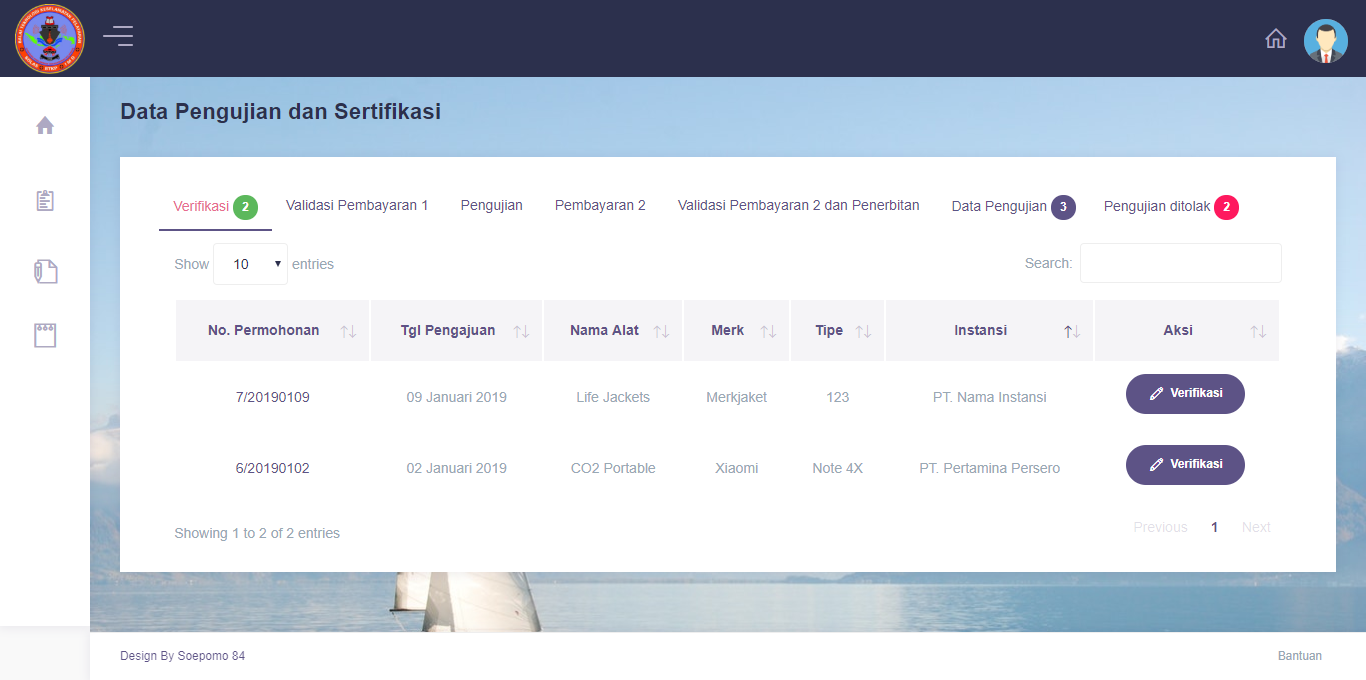 Data Pengujian dan Sertifikasi
Verifikasi 2 Validasi Pembayaran 1 Pengujian Pembayaran 2 Validasi Pembayaran 2 dan Penerbitan Data Pengujian 3 Pengujian ditolak 2
Show 10 entries Search:
No. Permohonan Tgl Pengajuan Nama Alat Merk Tipe Instansi Aksi
7/20190109 09 Januari 2019 Life Jackets Merkjaket 123 PT. Nama Instansi Verifikasi
6/20190102 02 Januari 2019 CO2 Portable Xiaomi Note 4X PT. Pertamina Persero Verifikasi
Showing 1 to 2 of 2 entries Previous 1 Next
Design By Soepomo 84 Bantuan